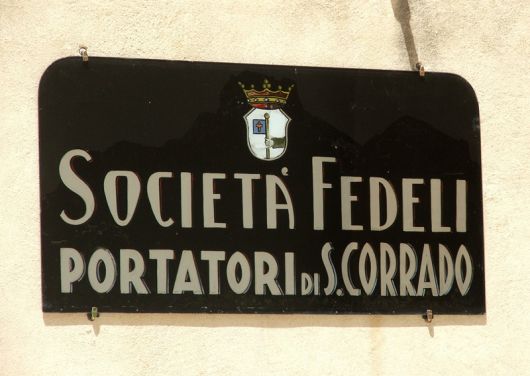 SOCIETÀ FEDELI
PORTATORI DI S. CORRADO